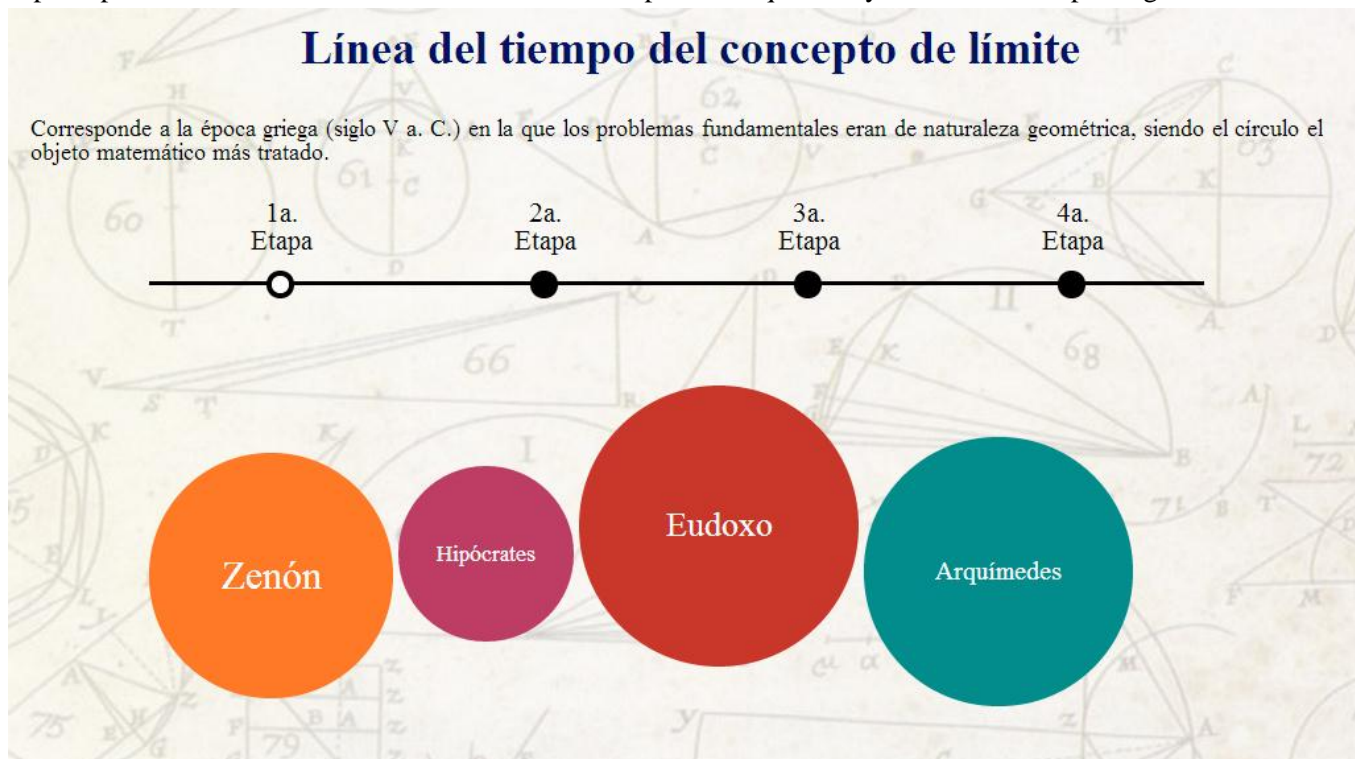 Línea del tiempo del concepto de límite
Corresponde a la época griega (siglo V a. C.) en la que los problemas fundamentales eran de naturaleza geométrica, siendo el círculo el
objeto matemático más tratado.
1a.
Etapa
2a.
Etapa
3a.
Etapa
4a.
Etapa
Zenón
Hipócrates
Eudoxo
Arquímedes